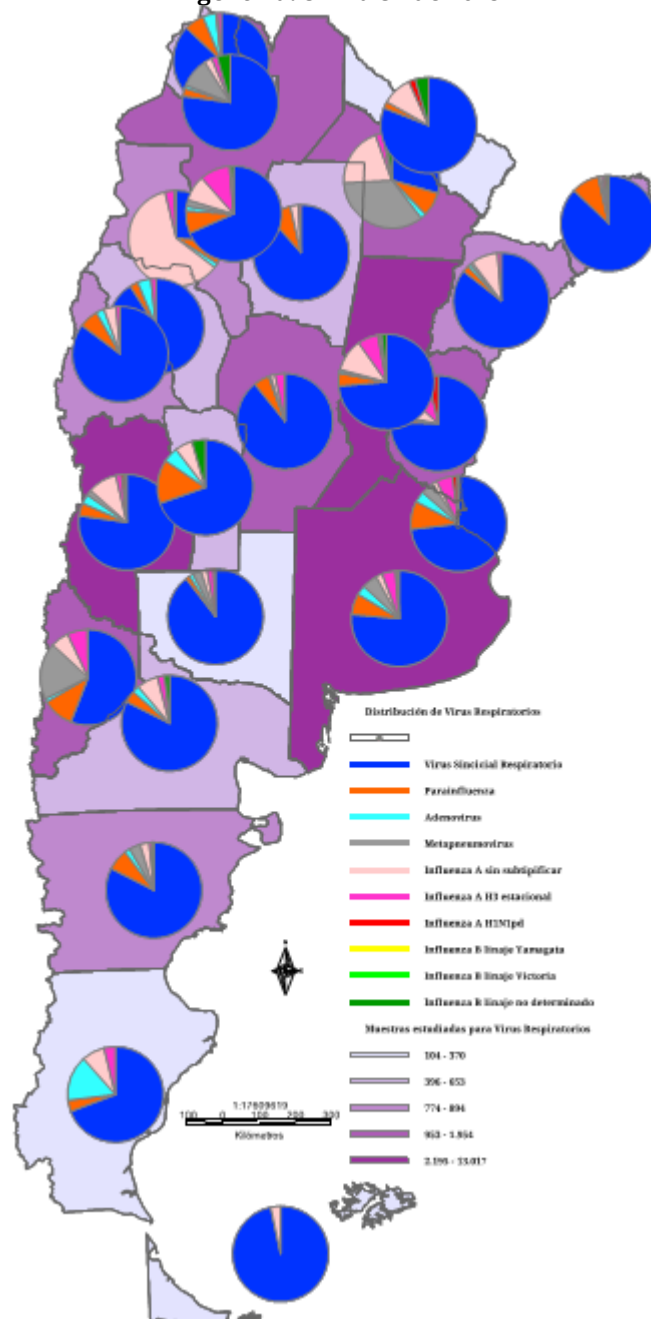 Distribución de Virus Respiratorios
Virus Sincicial Respiratorio
Parainfluenza
Adenovirus
Metapneumovirus
Influenza A sin subtipificar
Influenza A H3 estacional
Influenza A H1N1pd
Influenza B linaje Yamagata
Influenza B linaje Victoria
Influenza B linaje no determinado
Muestras estudiadas para Virus Respiratorios
104 - 370
396 - 653
774 - 894
953 - 1.954
2.195 - 13.017
1:17609619
100 0 100 200 300
Kilómetros